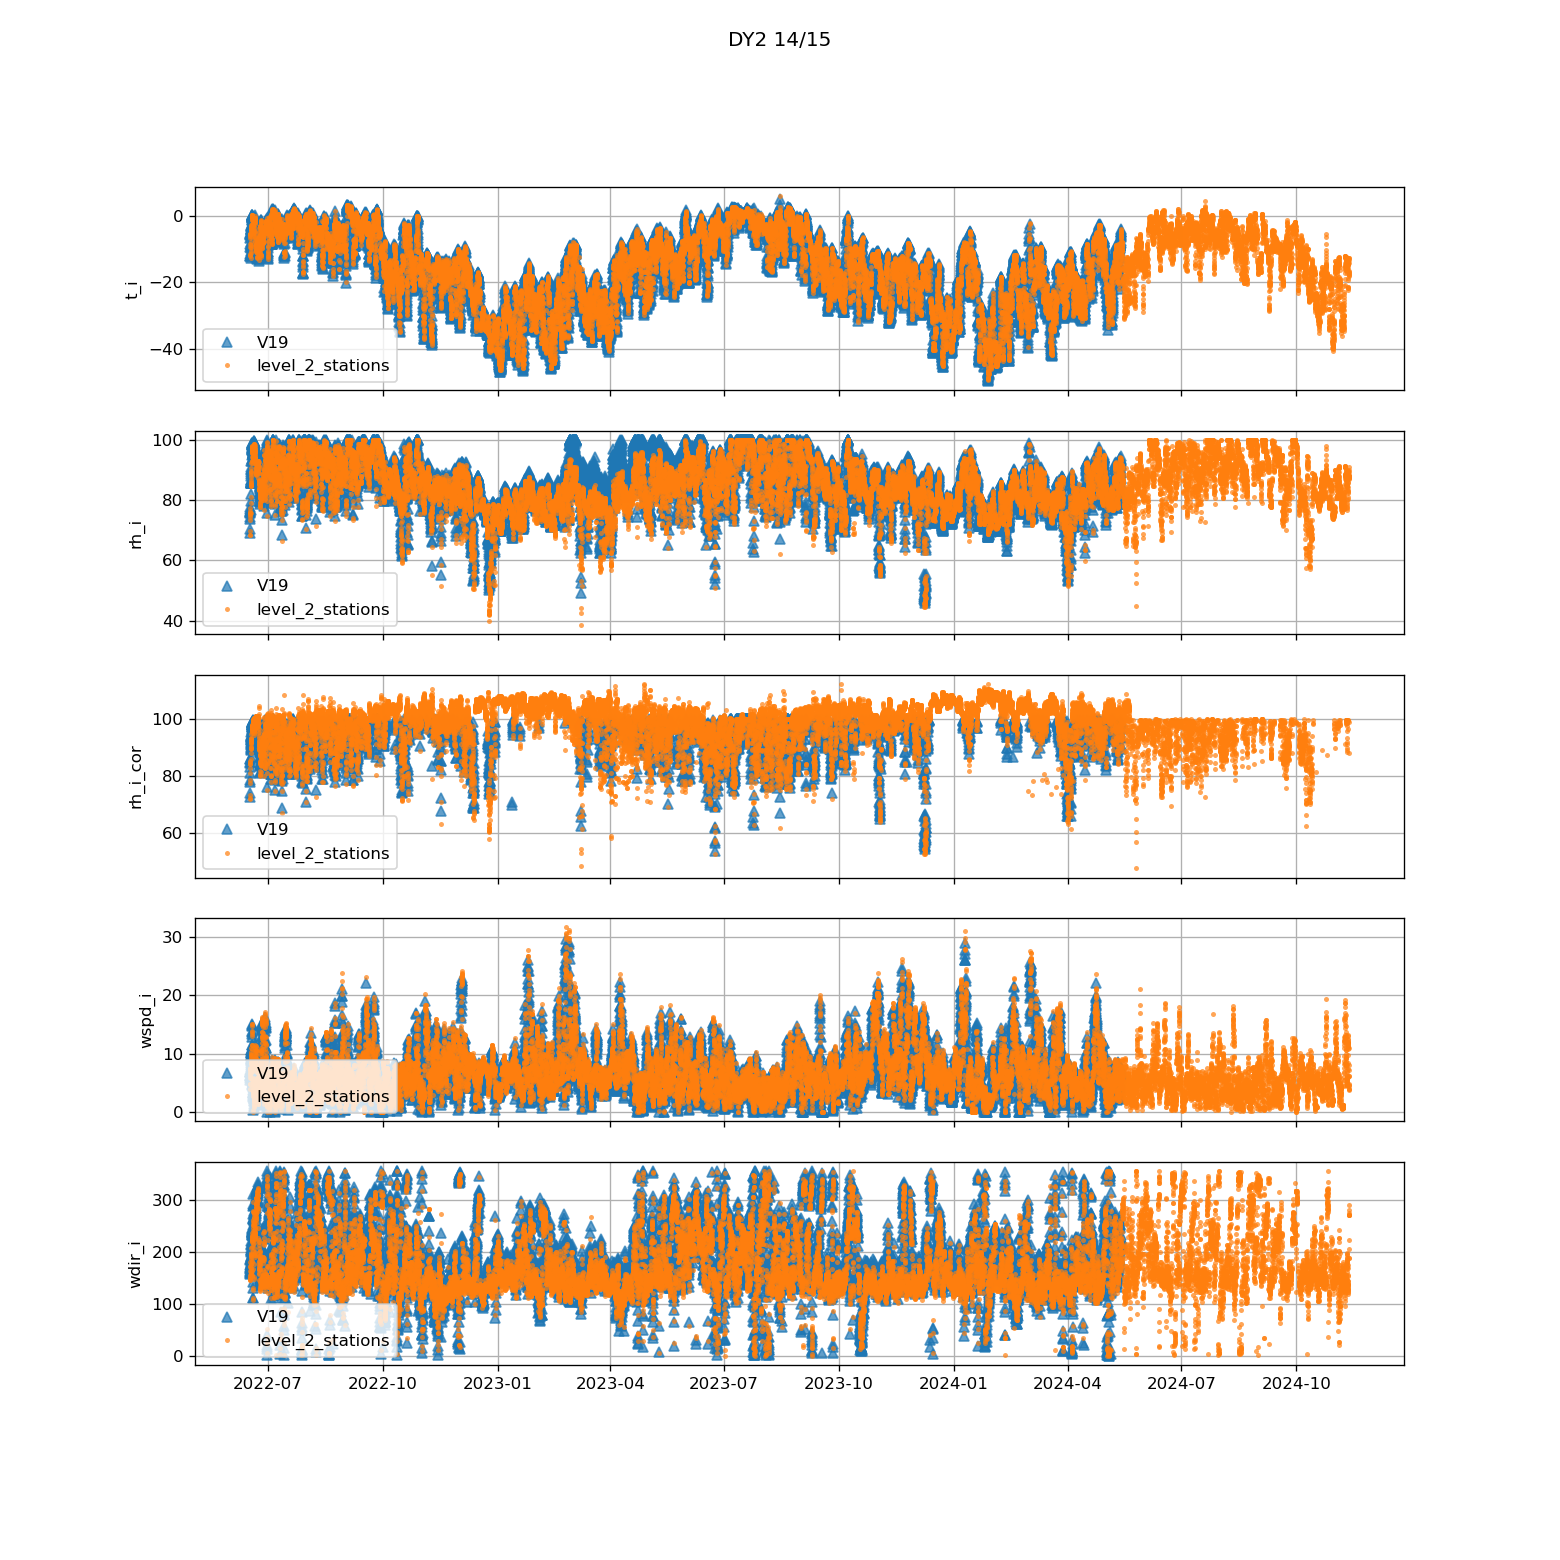 DY2 14/15
0
−20
−40
t_i
V19
level_2_stations
100
80
60
40
rh_i
V19
level_2_stations
100
80
60
rh_i_cor
V19
level_2_stations
30
20
10
0
wspd_i
V19
level_2_stations
300
200
100
0
wdir_i
V19
level_2_stations
2022-07 2022-10 2023-01 2023-04 2023-07 2023-10 2024-01 2024-04 2024-07 2024-10